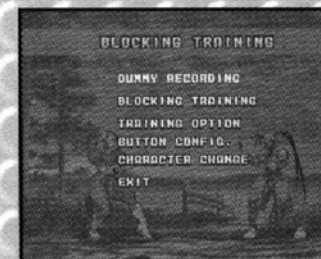 BLOCKING TRAINING
DUMMY RECORDING
BLOCKING TRAINING
TRAINING OPTION
BUTTON CONFIG.
CHARACTER CHANGE
EXIT